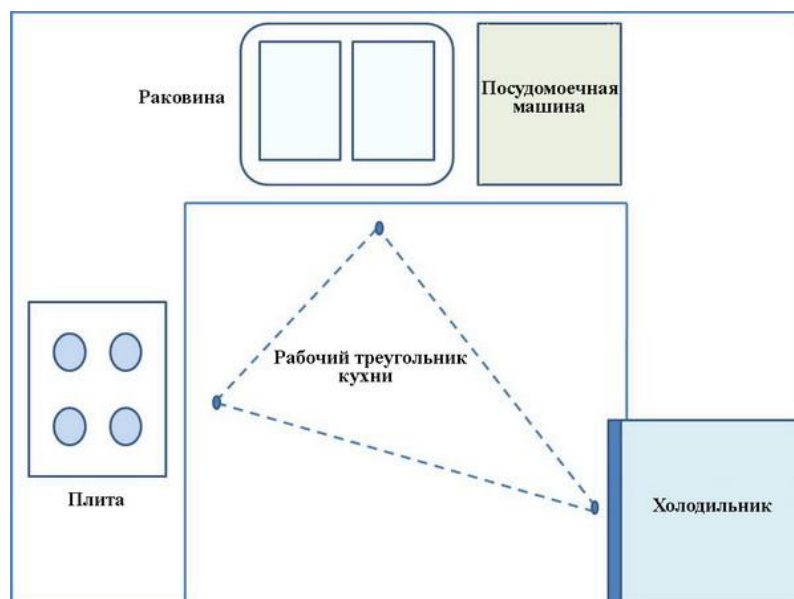 Раковина
Посудомоечная
машина
Рабочий треугольник
кухни
Плита
Холодильник